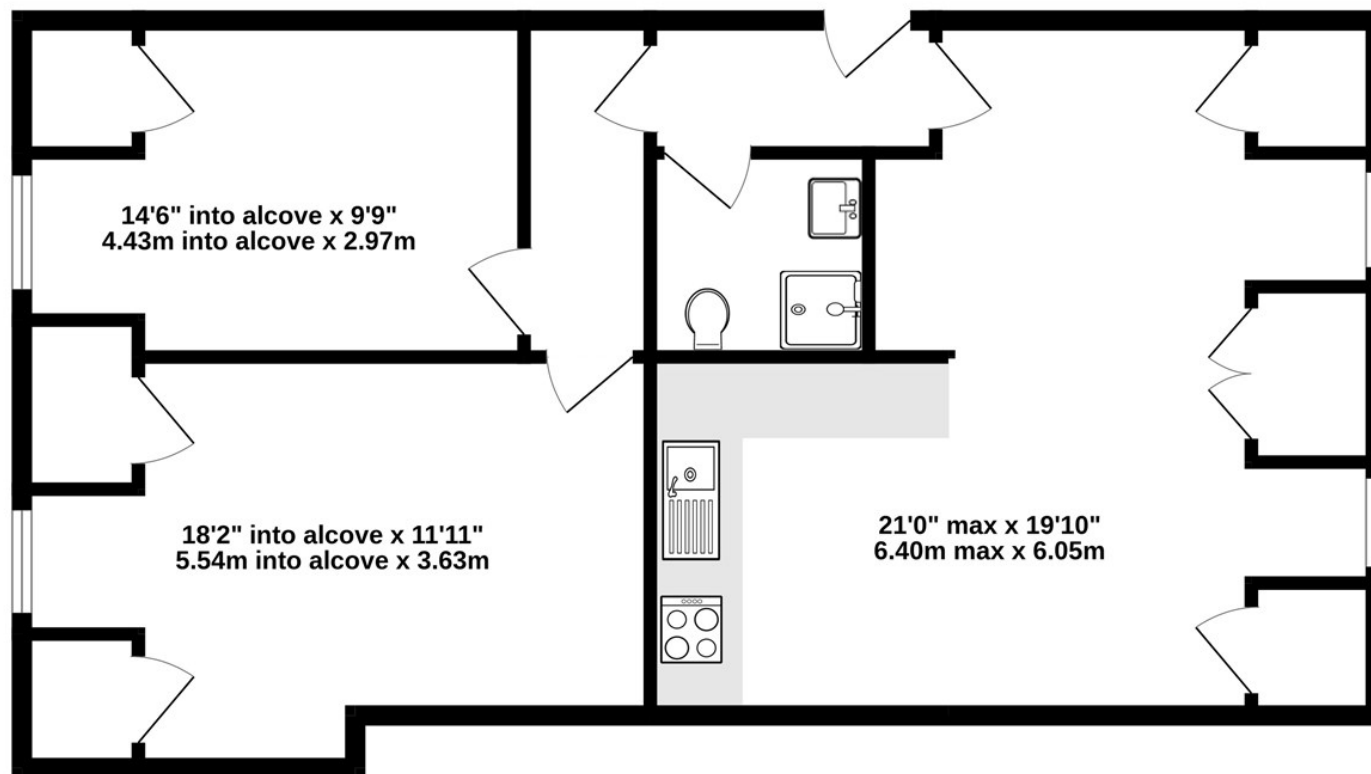 14'6" into alcove x 9'9"
4.43m into alcove x 2.97m
18'2" into alcove x 11'11"
5.54m into alcove x 3.63m
21'0" max x 19'10"
6.40m max x 6.05m